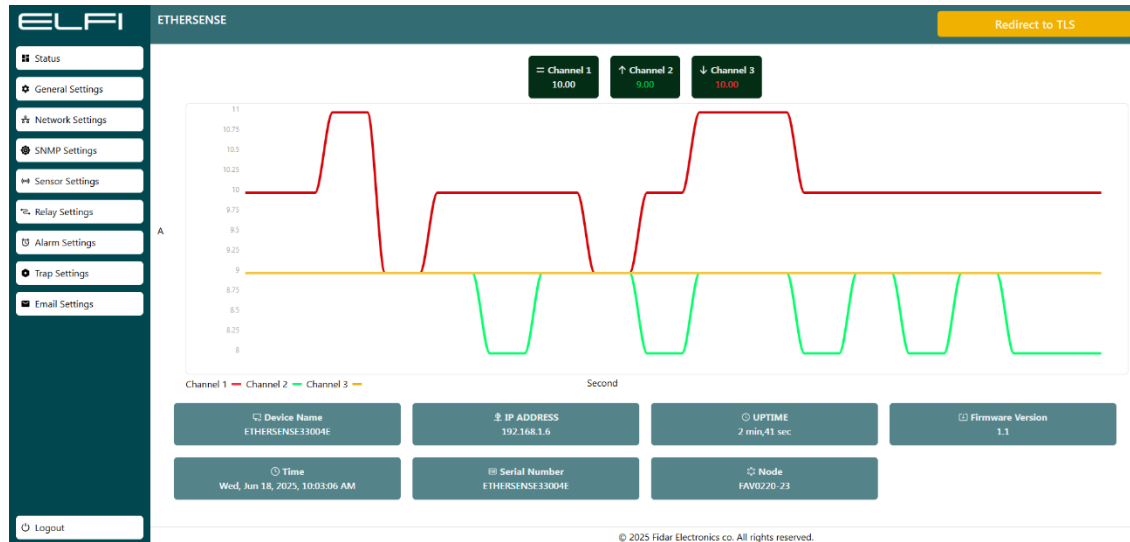 ELFI
ETHERSENSE
Redirect to TLS
Status
General Settings
Network Settings
SNMP Settings
Sensor Settings
Relay Settings
Alarm Settings
Trap Settings
Email Settings
Logout
= Channel 1
10.00
↑ Channel 2
9.00
↓ Channel 3
10.00
11
10.75
10.5
10.25
10
9.75
9.5
9.25
9
8.75
8.5
8.25
8
A
Channel 1 Channel 2 Channel 3
Second
Device Name
ETHERSENSE33004E
IP ADDRESS
192.168.1.6
UPTIME
2 min,41 sec
Firmware Version
1.1
Time
Wed, Jun 18, 2025, 10:03:06 AM
Serial Number
ETHERSENSE33004E
Node
FAV0220-23
© 2025 Fidar Electronics co. All rights reserved.